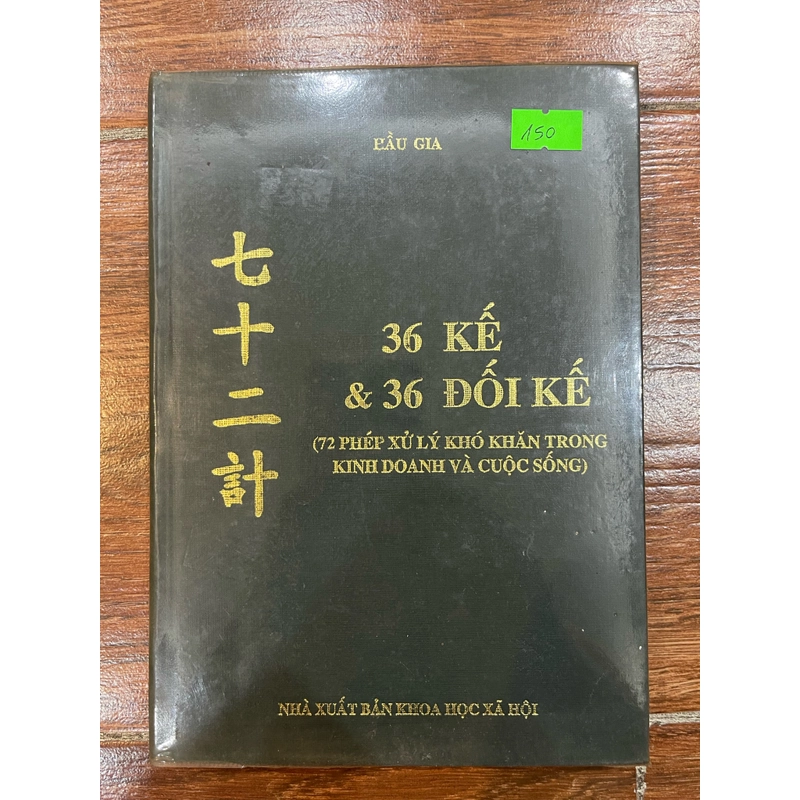 150
BẦU GIA
七十二計
36 KẾ
& 36 ĐỐI KẾ
(72 PHÉP XỬ LÝ KHÓ KHĂN TRONG
KINH DOANH VÀ CUỘC SỐNG)
NHÀ XUẤT BẢN KHOA HỌC XÃ HỘI